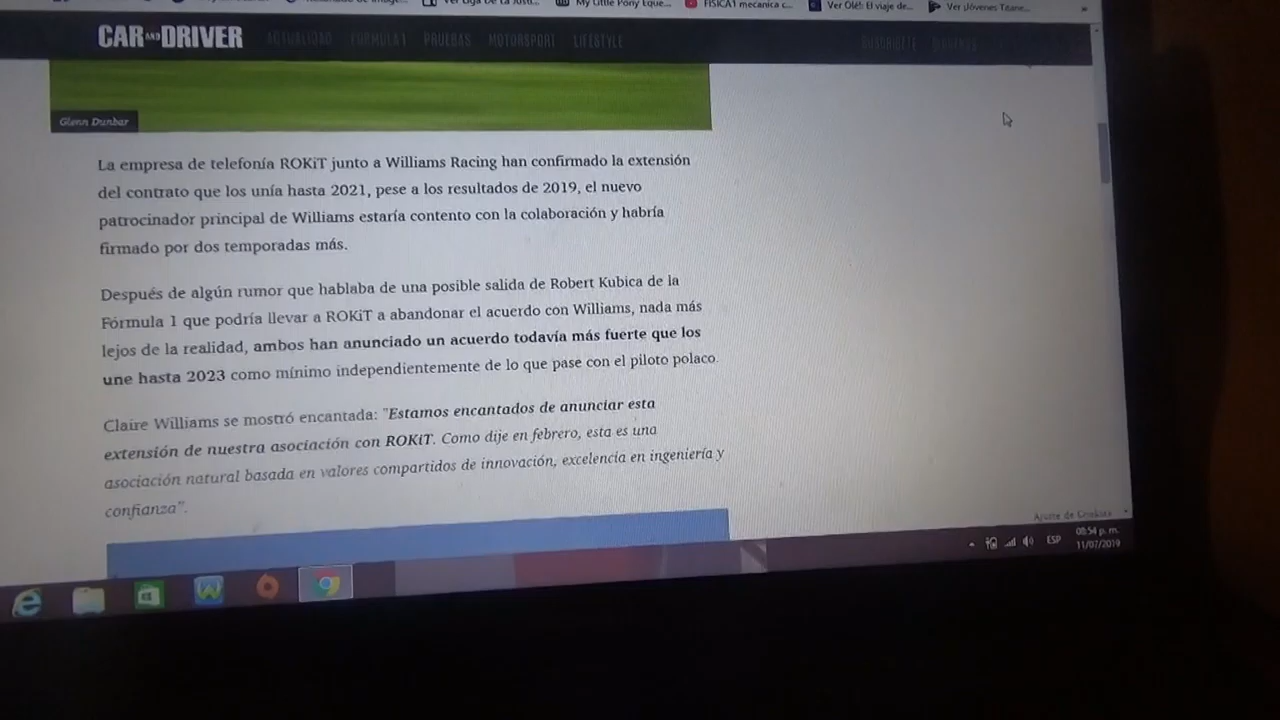 My Little Pony Eque...
FISICA1 mecanica c...
Ver Olé! El viaje de...
Ver Jóvenes Titane...
»
CAR AND DRIVER
ACTUALIDAD FORMULA 1 PRUEBAS MOTORSPORT LIFESTYLE
Glenn Dunbar
La empresa de telefonía ROKiT junto a Williams Racing han confirmado la extensión
del contrato que los unía hasta 2021, pese a los resultados de 2019, el nuevo
patrocinador principal de Williams estaría contento con la colaboración y habría
firmado por dos temporadas más.
Después de algún rumor que hablaba de una posible salida de Robert Kubica de la
Fórmula 1 que podría llevar a ROKiT a abandonar el acuerdo con Williams, nada más
lejos de la realidad, ambos han anunciado un acuerdo todavía más fuerte que los
une hasta 2023 como mínimo independientemente de lo que pase con el piloto polaco.
Claire Williams se mostró encantada: "Estamos encantados de anunciar esta
extensión de nuestra asociación con ROKiT. Como dije en febrero, esta es una
asociación natural basada en valores compartidos de innovación, excelencia en ingeniería y
confianza".
Ajuste de Cookies
ESP
08:54 p. m.
11/07/2019